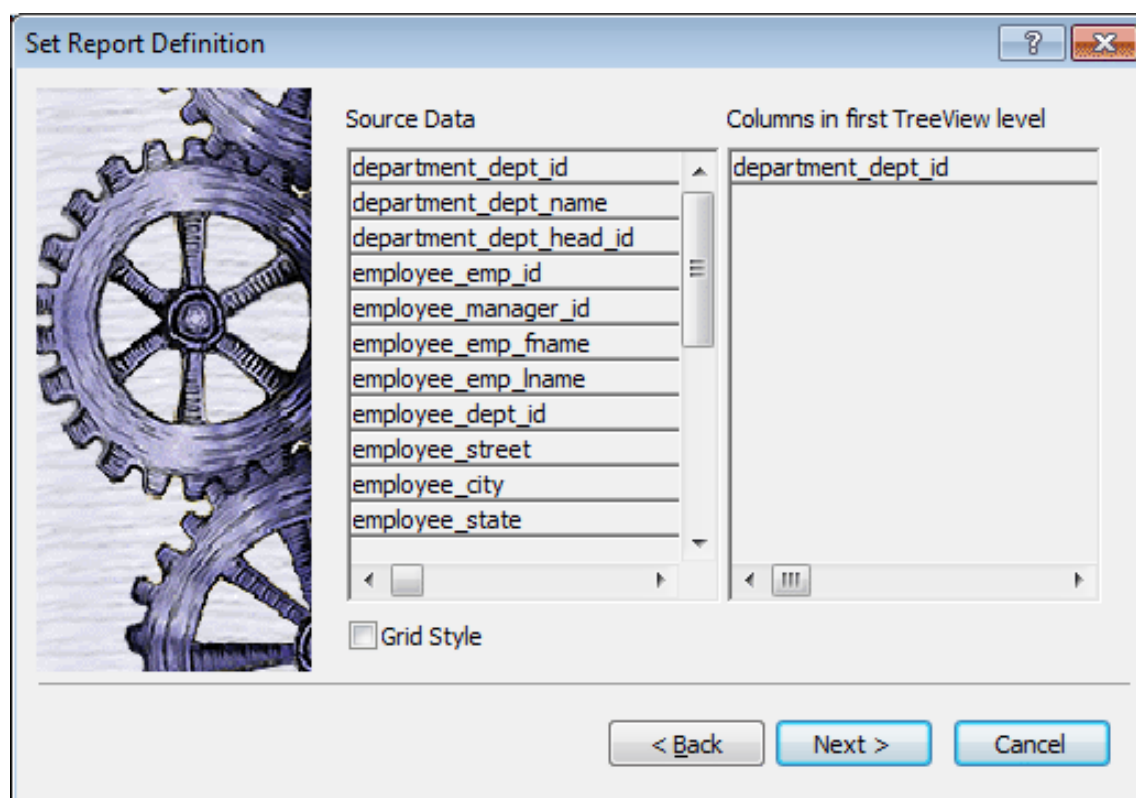 Set Report Definition
Source Data
Columns in first TreeView level
department_dept_id
department_dept_name
department_dept_head_id
employee_emp_id
employee_manager_id
employee_emp_fname
employee_emp_lname
employee_dept_id
employee_street
employee_city
employee_state
department_dept_id
Grid Style
< Back
Next >
Cancel